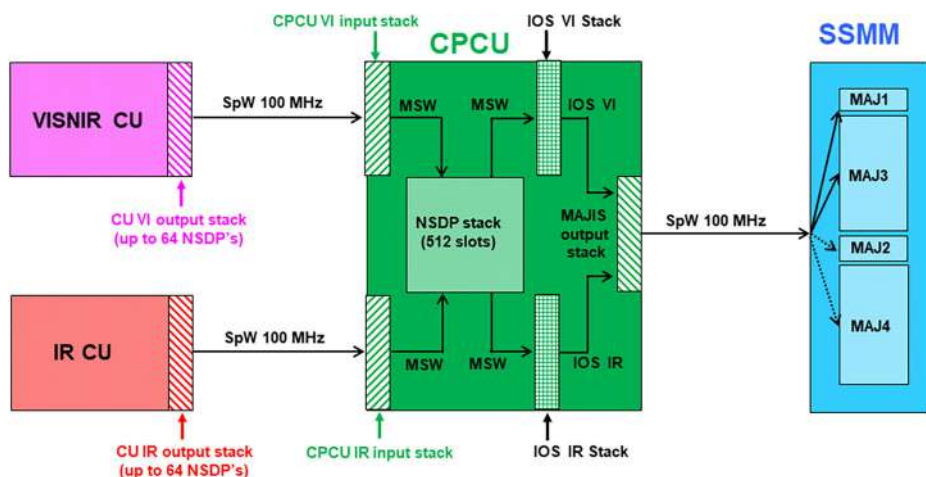 CPCU VI input stack
IOS VI Stack
CPCU
SSMM
VISNIR CU
SpW 100 MHz
MSW
MSW
IOS VI
MAJ1
MAJ3
CU VI output stack
(up to 64 NSDP's)
NSDP stack
(512 slots)
MAJIS
output
stack
SpW 100 MHz
MAJ2
IR CU
SpW 100 MHz
MSW
MSW
IOS IR
MAJ4
CU IR output stack
(up to 64 NSDP's)
CPCU IR input stack
IOS IR Stack